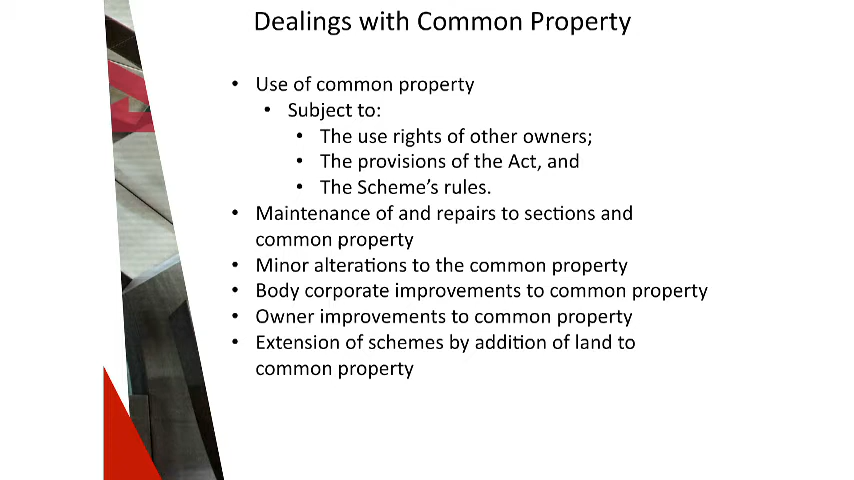 Dealings with Common Property
• Use of common property
• Subject to:
• The use rights of other owners;
• The provisions of the Act, and
• The Scheme's rules.
• Maintenance of and repairs to sections and
common property
• Minor alterations to the common property
• Body corporate improvements to common property
• Owner improvements to common property
• Extension of schemes by addition of land to
common property